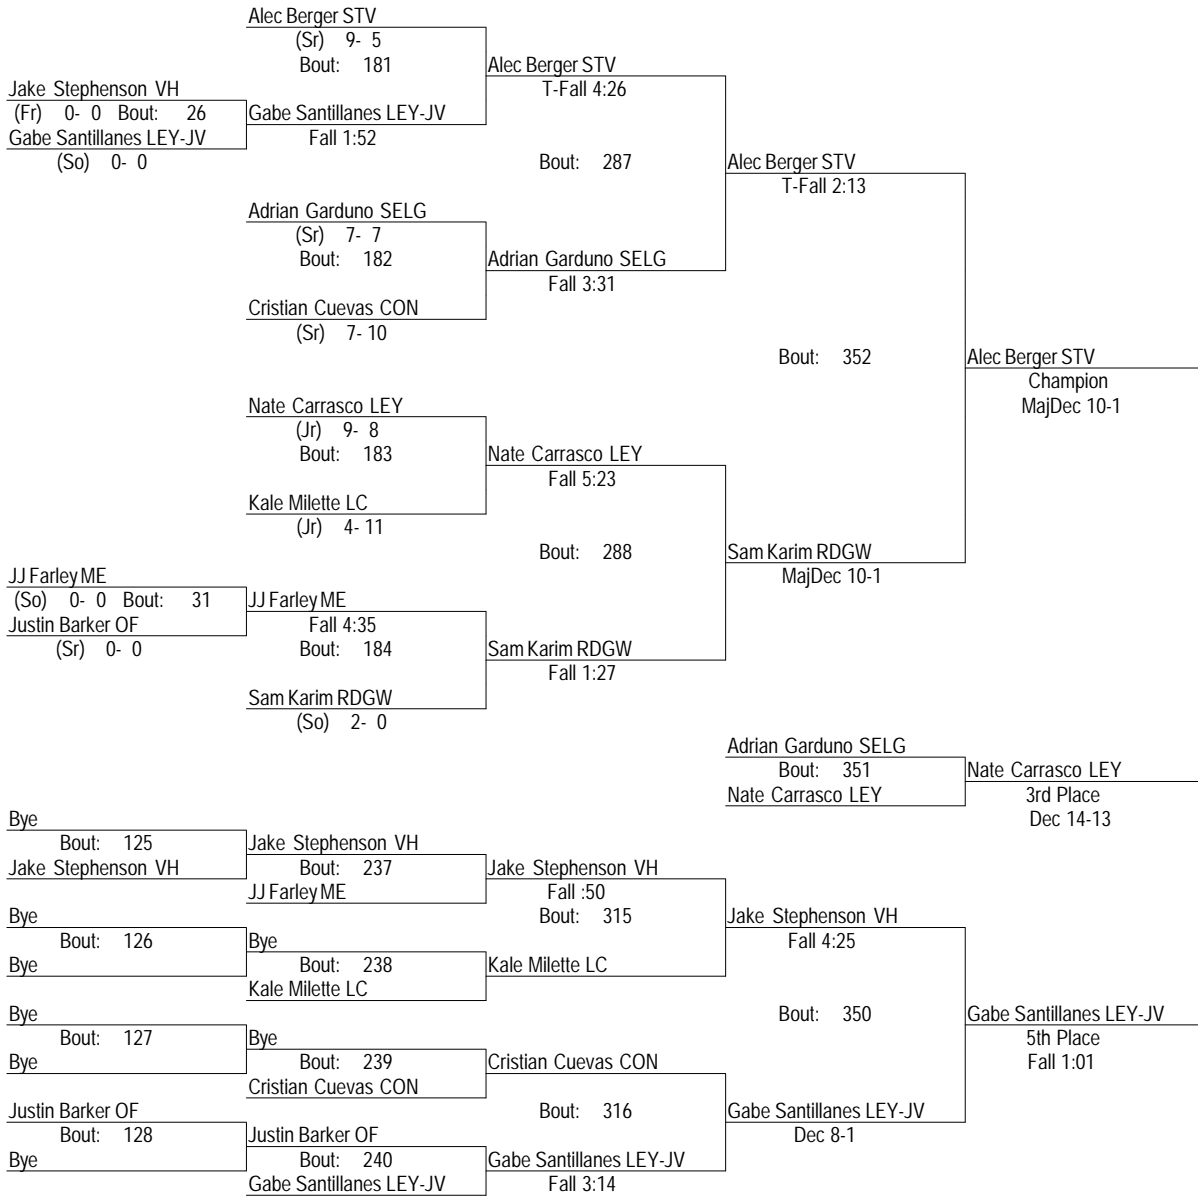 Alec Berger STV
(Sr) 9- 5
Bout: 181
Alec Berger STV
T-Fall 4:26
Jake Stephenson VH
(Fr) 0- 0 Bout: 26
Gabe Santillanes LEY-JV
Gabe Santillanes LEY-JV
Fall 1:52
(So) 0- 0
Bout: 287
Alec Berger STV
T-Fall 2:13
Adrian Garduno SELG
(Sr) 7- 7
Bout: 182
Adrian Garduno SELG
Fall 3:31
Cristian Cuevas CON
(Sr) 7- 10
Bout: 352
Alec Berger STV
Champion
MajDec 10-1
Nate Carrasco LEY
(Jr) 9- 8
Bout: 183
Nate Carrasco LEY
Fall 5:23
Kale Milette LC
(Jr) 4- 11
Bout: 288
Sam Karim RDGW
MajDec 10-1
JJ Farley ME
(So) 0- 0 Bout: 31
JJ Farley ME
Justin Barker OF
Fall 4:35
(Sr) 0- 0
Bout: 184
Sam Karim RDGW
Fall 1:27
Sam Karim RDGW
(So) 2- 0
Adrian Garduno SELG
Bout: 351
Nate Carrasco LEY
Nate Carrasco LEY
3rd Place
Dec 14-13
Bye
Bout: 125
Jake Stephenson VH
Jake Stephenson VH
Bout: 237
Jake Stephenson VH
JJ Farley ME
Fall :50
Bye
Bout: 315
Jake Stephenson VH
Bout: 126
Bye
Fall 4:25
Bye
Bout: 238
Kale Milette LC
Kale Milette LC
Bye
Bout: 350
Gabe Santillanes LEY-JV
Bout: 127
Bye
5th Place
Bye
Bout: 239
Cristian Cuevas CON
Fall 1:01
Cristian Cuevas CON
Justin Barker OF
Bout: 316
Gabe Santillanes LEY-JV
Bout: 128
Justin Barker OF
Dec 8-1
Bye
Bout: 240
Gabe Santillanes LEY-JV
Gabe Santillanes LEY-JV
Fall 3:14